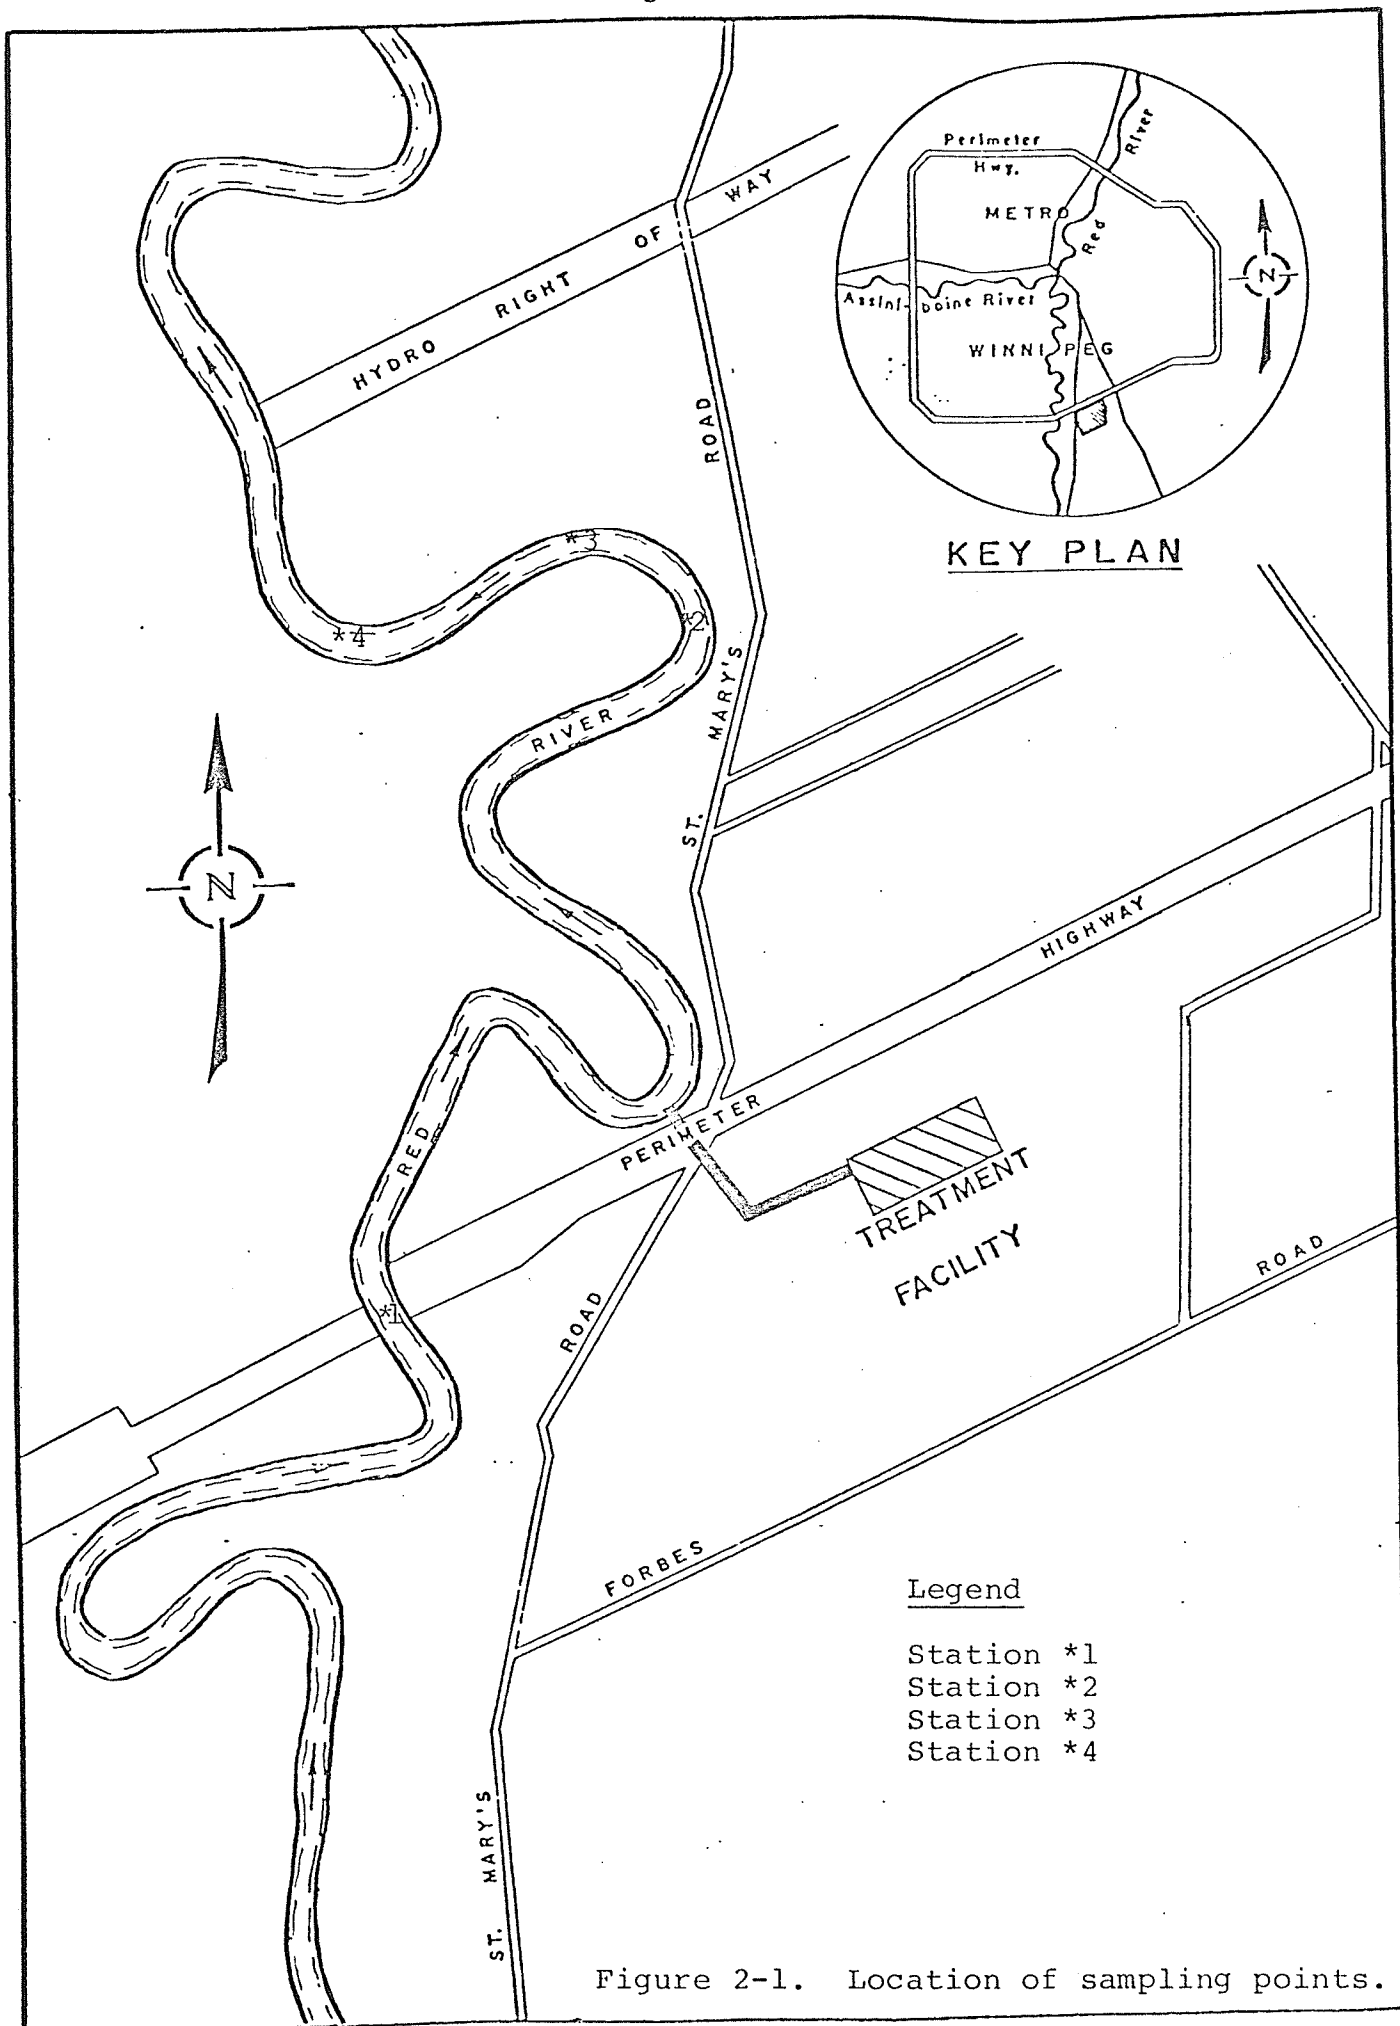 Perimeter
Hwy.
METRO
Red
River
Assini-boine River
WINNIPEG
N
KEY PLAN
HYDRO RIGHT OF WAY
ROAD
*3
*2
*4
MARY'S
RIVER
ST.
N
HIGHWAY
RED
PERIMETER
TREATMENT
FACILITY
ROAD
*1
ROAD
FORBES
Legend
Station *1
Station *2
Station *3
Station *4
MARY'S
ST.
Figure 2-1. Location of sampling points.